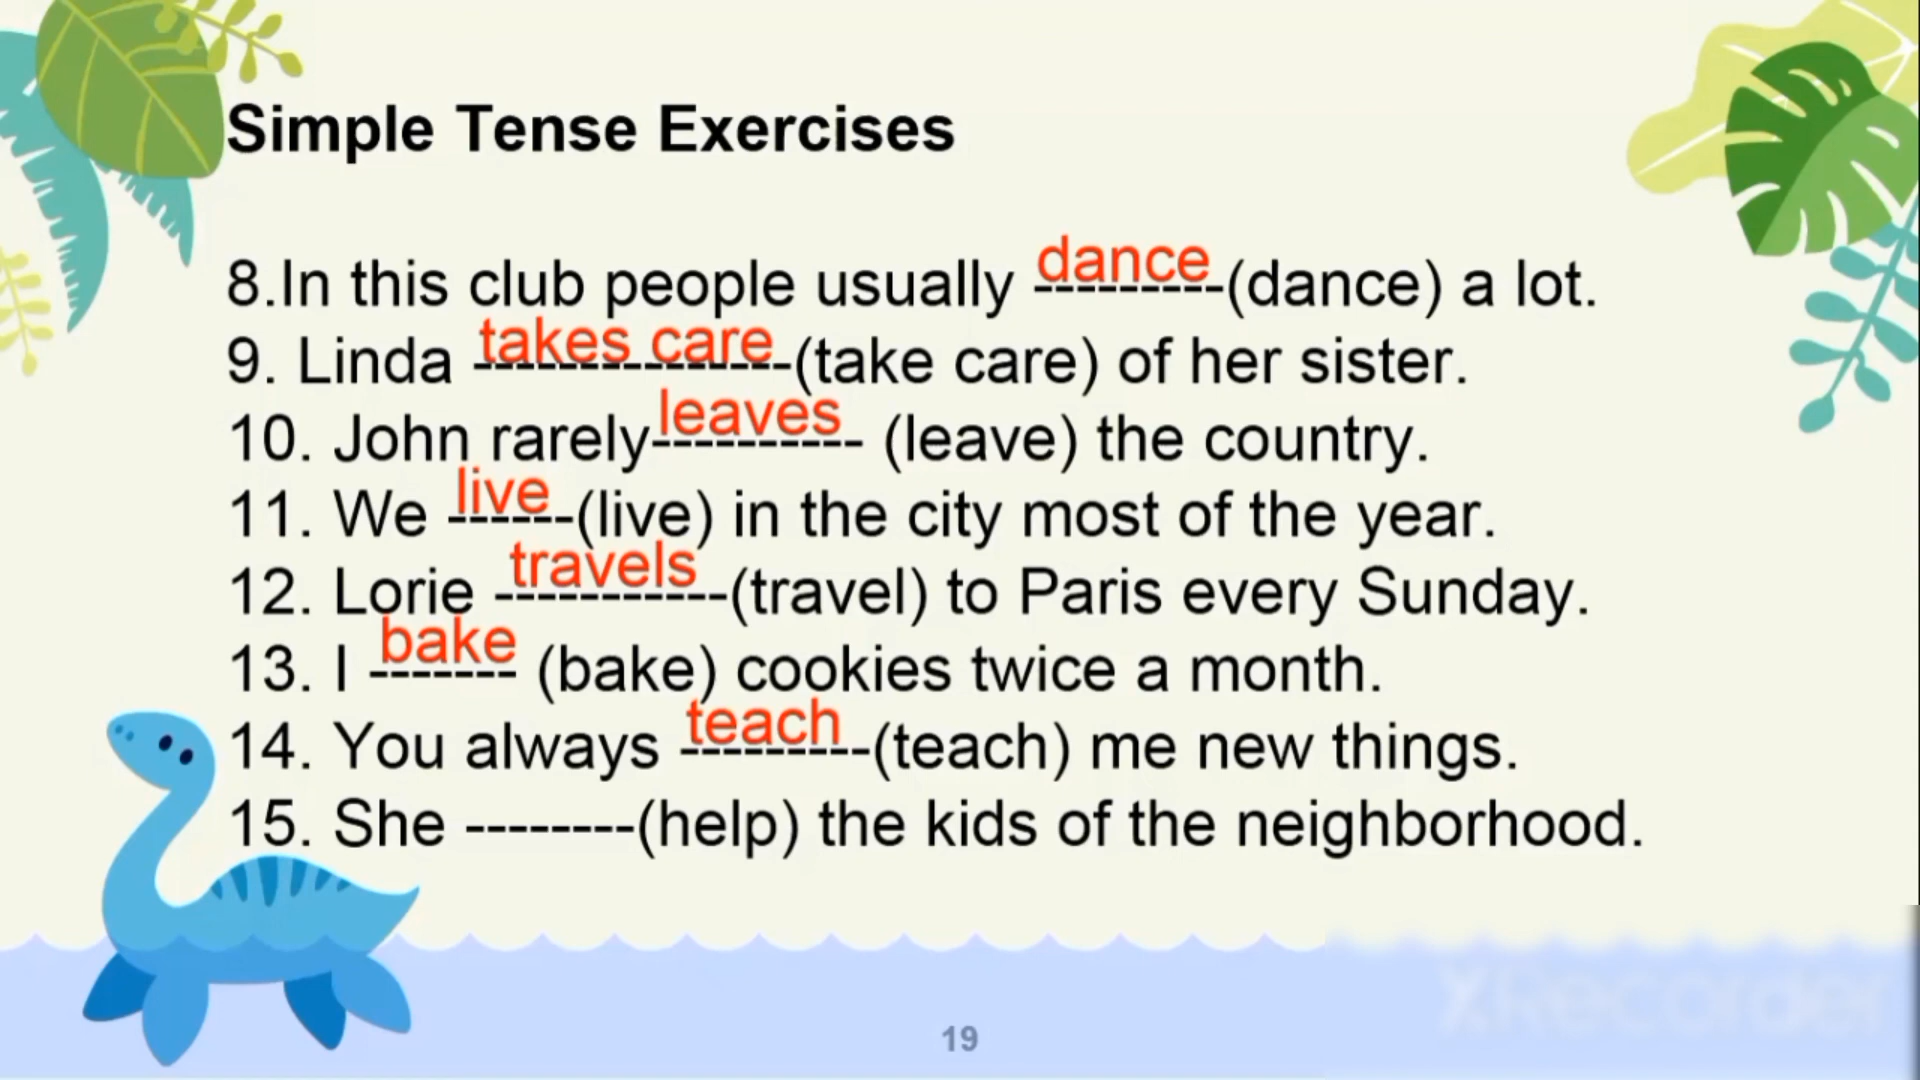 Simple Tense Exercises
8.In this club people usually dance ---------(dance) a lot.
9. Linda takes care ---------------(take care) of her sister.
10. John rarely leaves ---------- (leave) the country.
11. We live ------(live) in the city most of the year.
12. Lorie travels -----------(travel) to Paris every Sunday.
13. I bake ------- (bake) cookies twice a month.
14. You always teach ---------(teach) me new things.
15. She --------(help) the kids of the neighborhood.
XRecorder
19